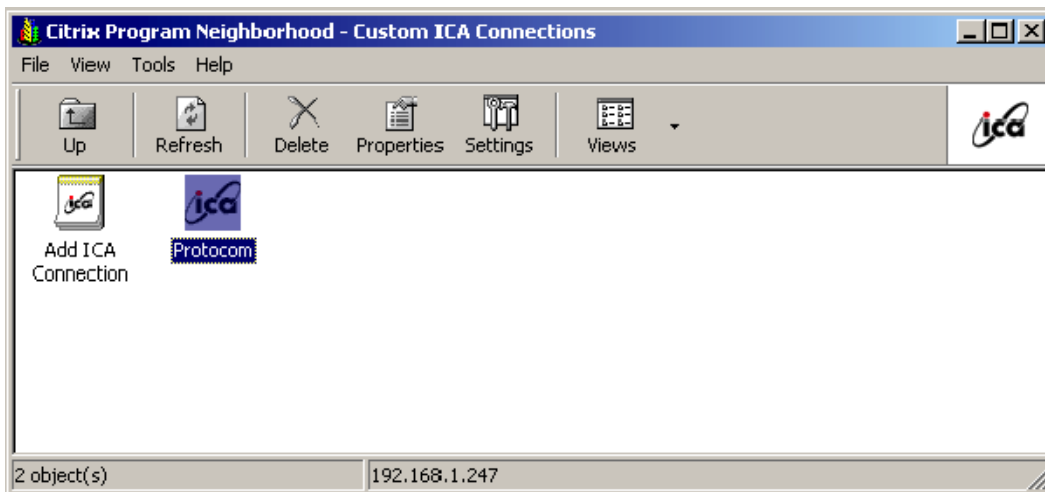 Citrix Program Neighborhood - Custom ICA Connections
File View Tools Help
Up Refresh Delete Properties Settings Views
ica
ica ica
Add ICA Protocom
Connection
2 object(s) 192.168.1.247